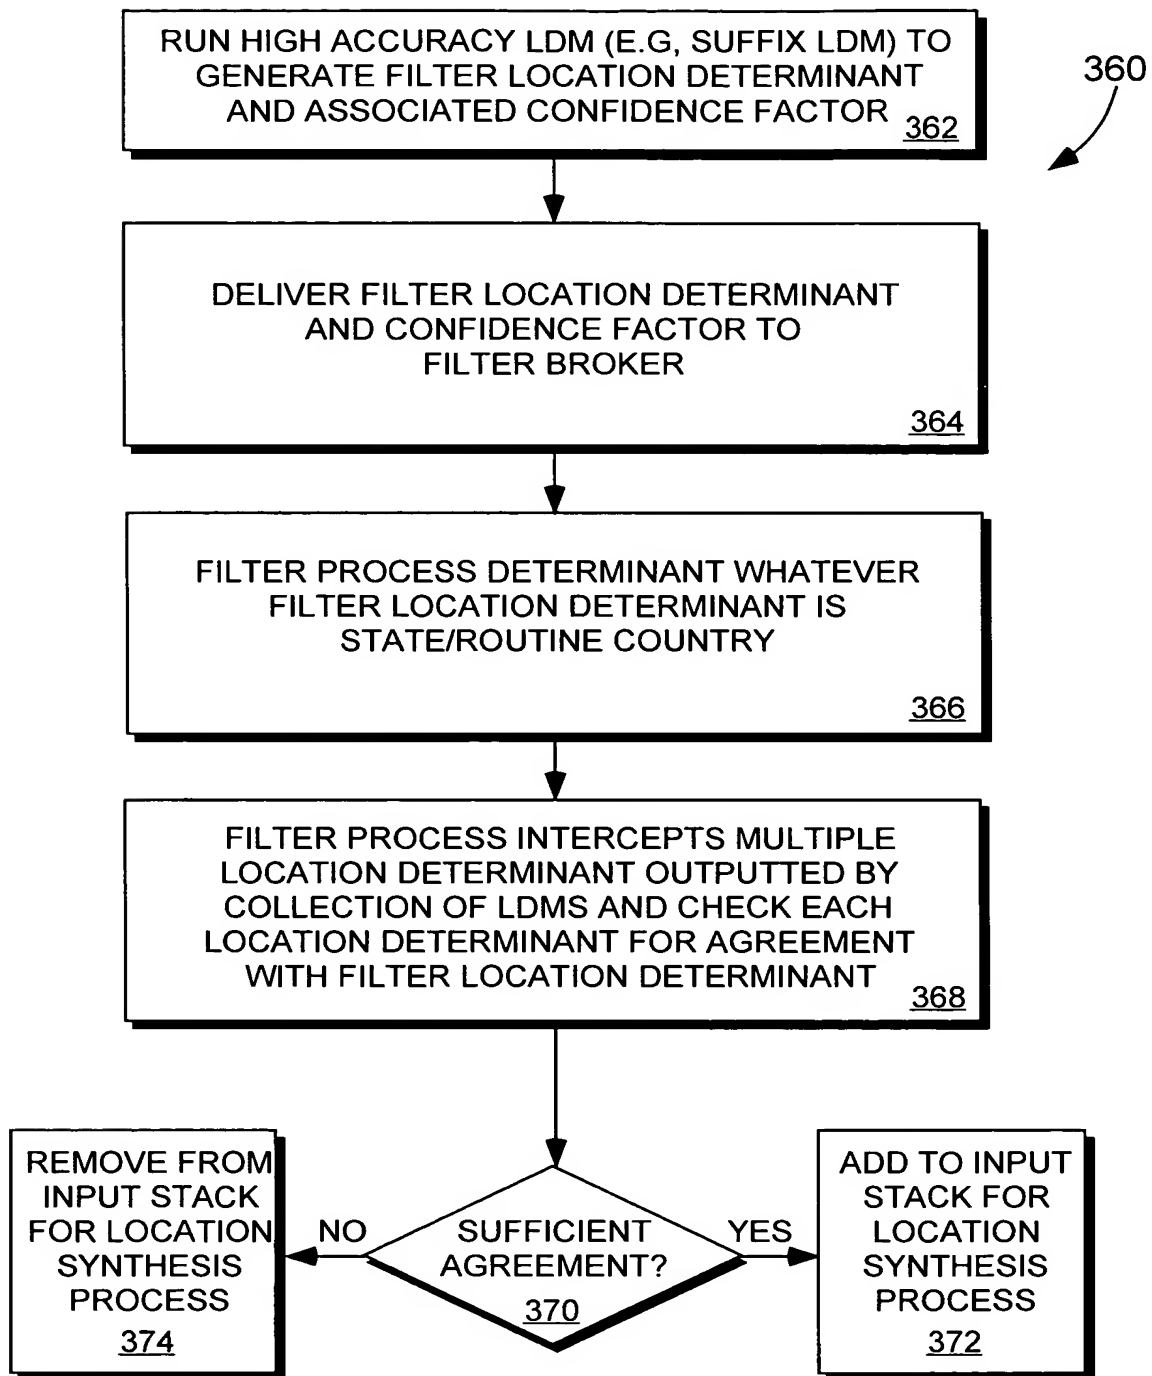 RUN HIGH ACCURACY LDM (E.G, SUFFIX LDM) TO
GENERATE FILTER LOCATION DETERMINANT
AND ASSOCIATED CONFIDENCE FACTOR
362
360
DELIVER FILTER LOCATION DETERMINANT
AND CONFIDENCE FACTOR TO
FILTER BROKER
364
FILTER PROCESS DETERMINANT WHATEVER
FILTER LOCATION DETERMINANT IS
STATE/ROUTINE COUNTRY
366
FILTER PROCESS INTERCEPTS MULTIPLE
LOCATION DETERMINANT OUTPUTTED BY
COLLECTION OF LDMS AND CHECK EACH
LOCATION DETERMINANT FOR AGREEMENT
WITH FILTER LOCATION DETERMINANT
368
REMOVE FROM
INPUT STACK
FOR LOCATION
SYNTHESIS
PROCESS
374
NO
SUFFICIENT
AGREEMENT?
370
YES
ADD TO INPUT
STACK FOR
LOCATION
SYNTHESIS
PROCESS
372